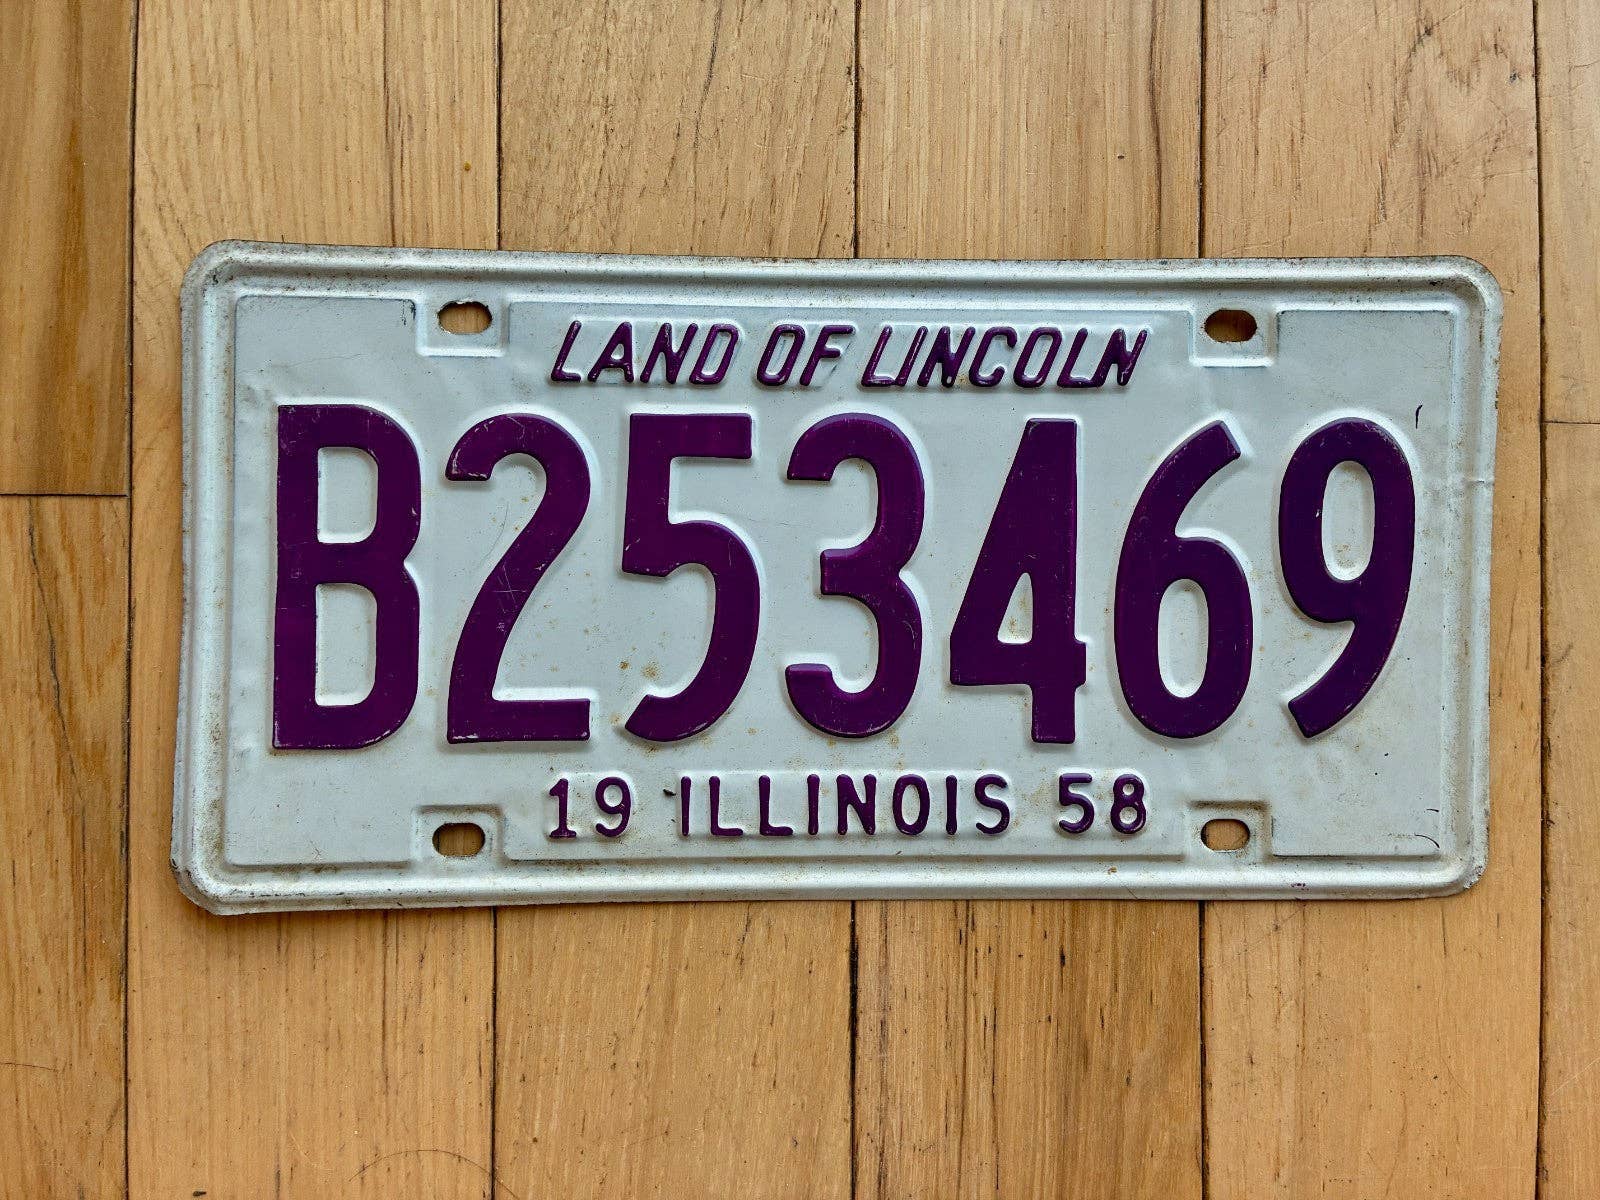 LAND OF LINCOLN
B253469
19 ILLINOIS 58